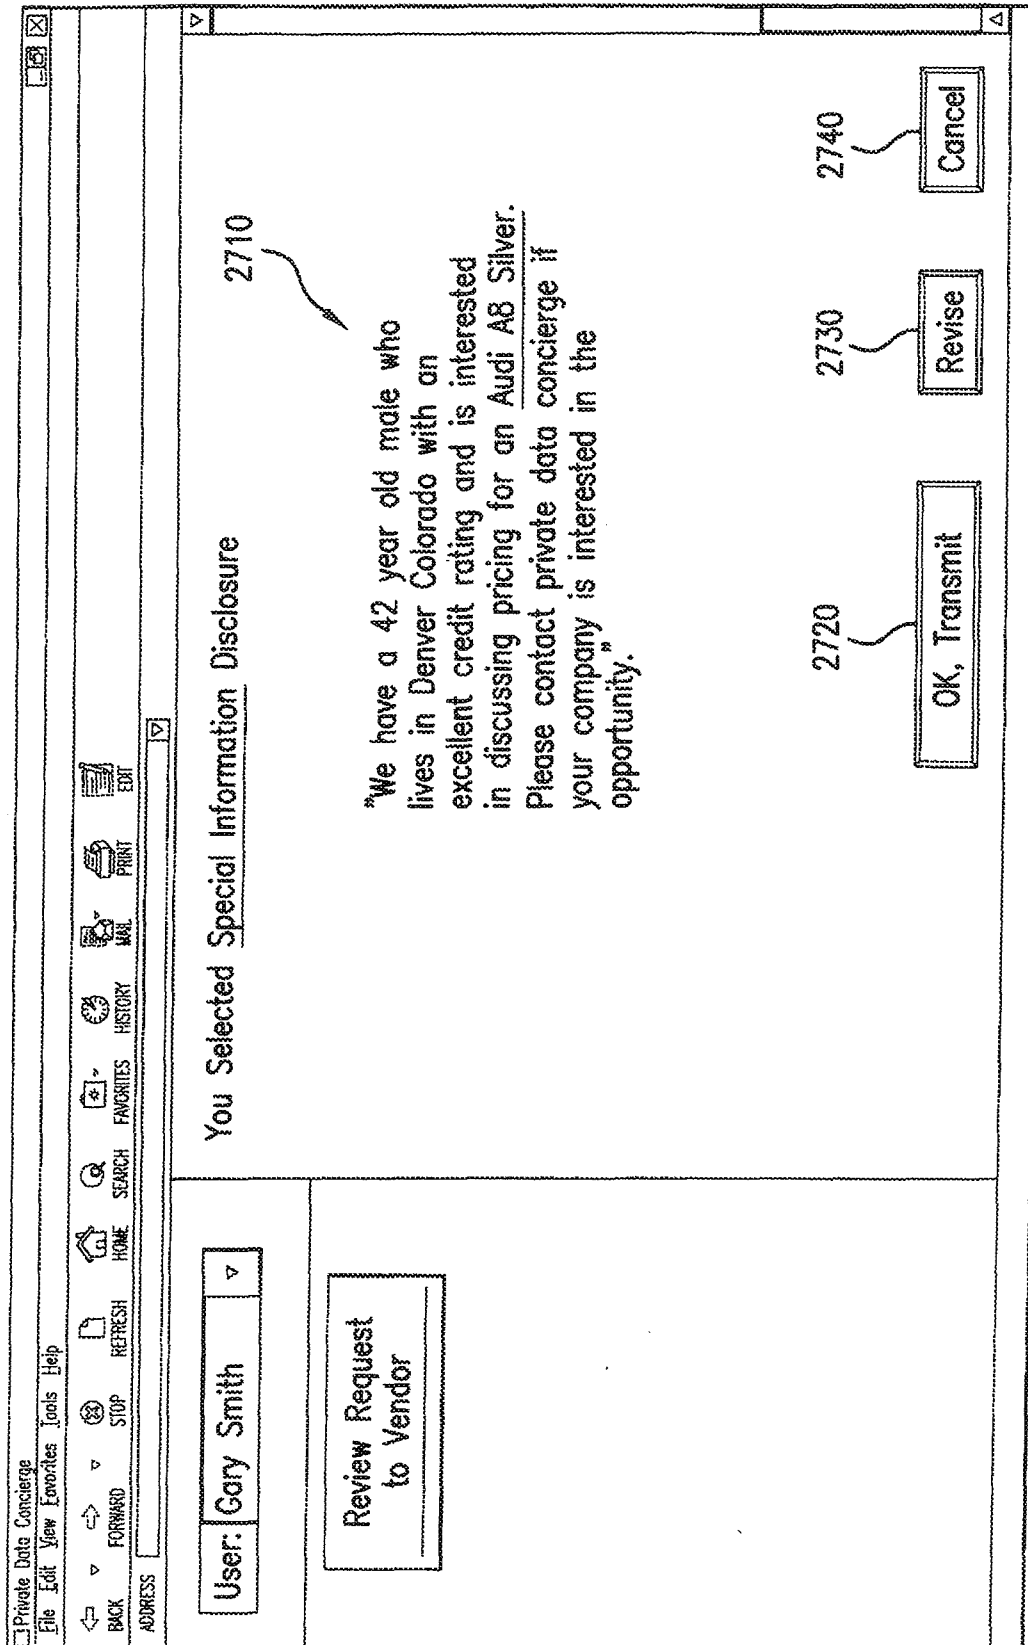 Private Data Concierge
File Edit View Favorites Tools Help
BACK FORWARD STOP REFRESH HOME SEARCH FAVORITES HISTORY MAIL PRINT EDIT
ADDRESS
User: Gary Smith
Review Request
to Vendor
You Selected Special Information Disclosure
2710
"We have a 42 year old male who
lives in Denver Colorado with an
excellent credit rating and is interested
in discussing pricing for an Audi A8 Silver.
Please contact private data concierge if
your company is interested in the
opportunity."
2720
OK, Transmit
2730
Revise
2740
Cancel